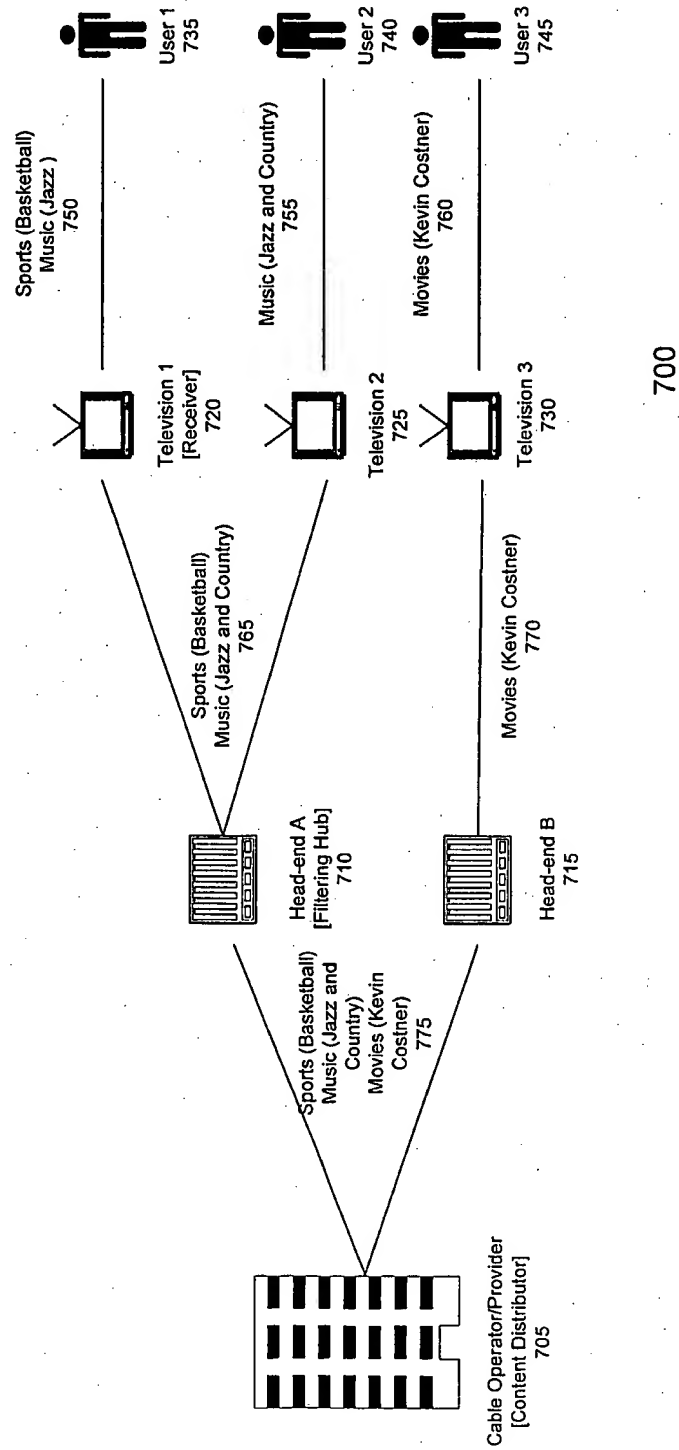 Cable Operator/Provider
[Content Distributor]
705
Sports (Basketball)
Music (Jazz and
Country)
Movies (Kevin
Costner)
775
Head-end A
[Filtering Hub]
710
Head-end B
715
Sports (Basketball)
Music (Jazz and Country)
765
Movies (Kevin Costner)
770
Television 1
[Receiver]
720
Television 2
725
Television 3
730
Sports (Basketball)
Music (Jazz )
750
Music (Jazz and Country)
755
Movies (Kevin Costner)
760
User 1
735
User 2
740
User 3
745
700